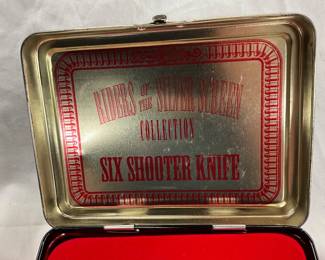 RIDERS OF THE SILVER SCREEN
COLLECTION
SIX SHOOTER KNIFE